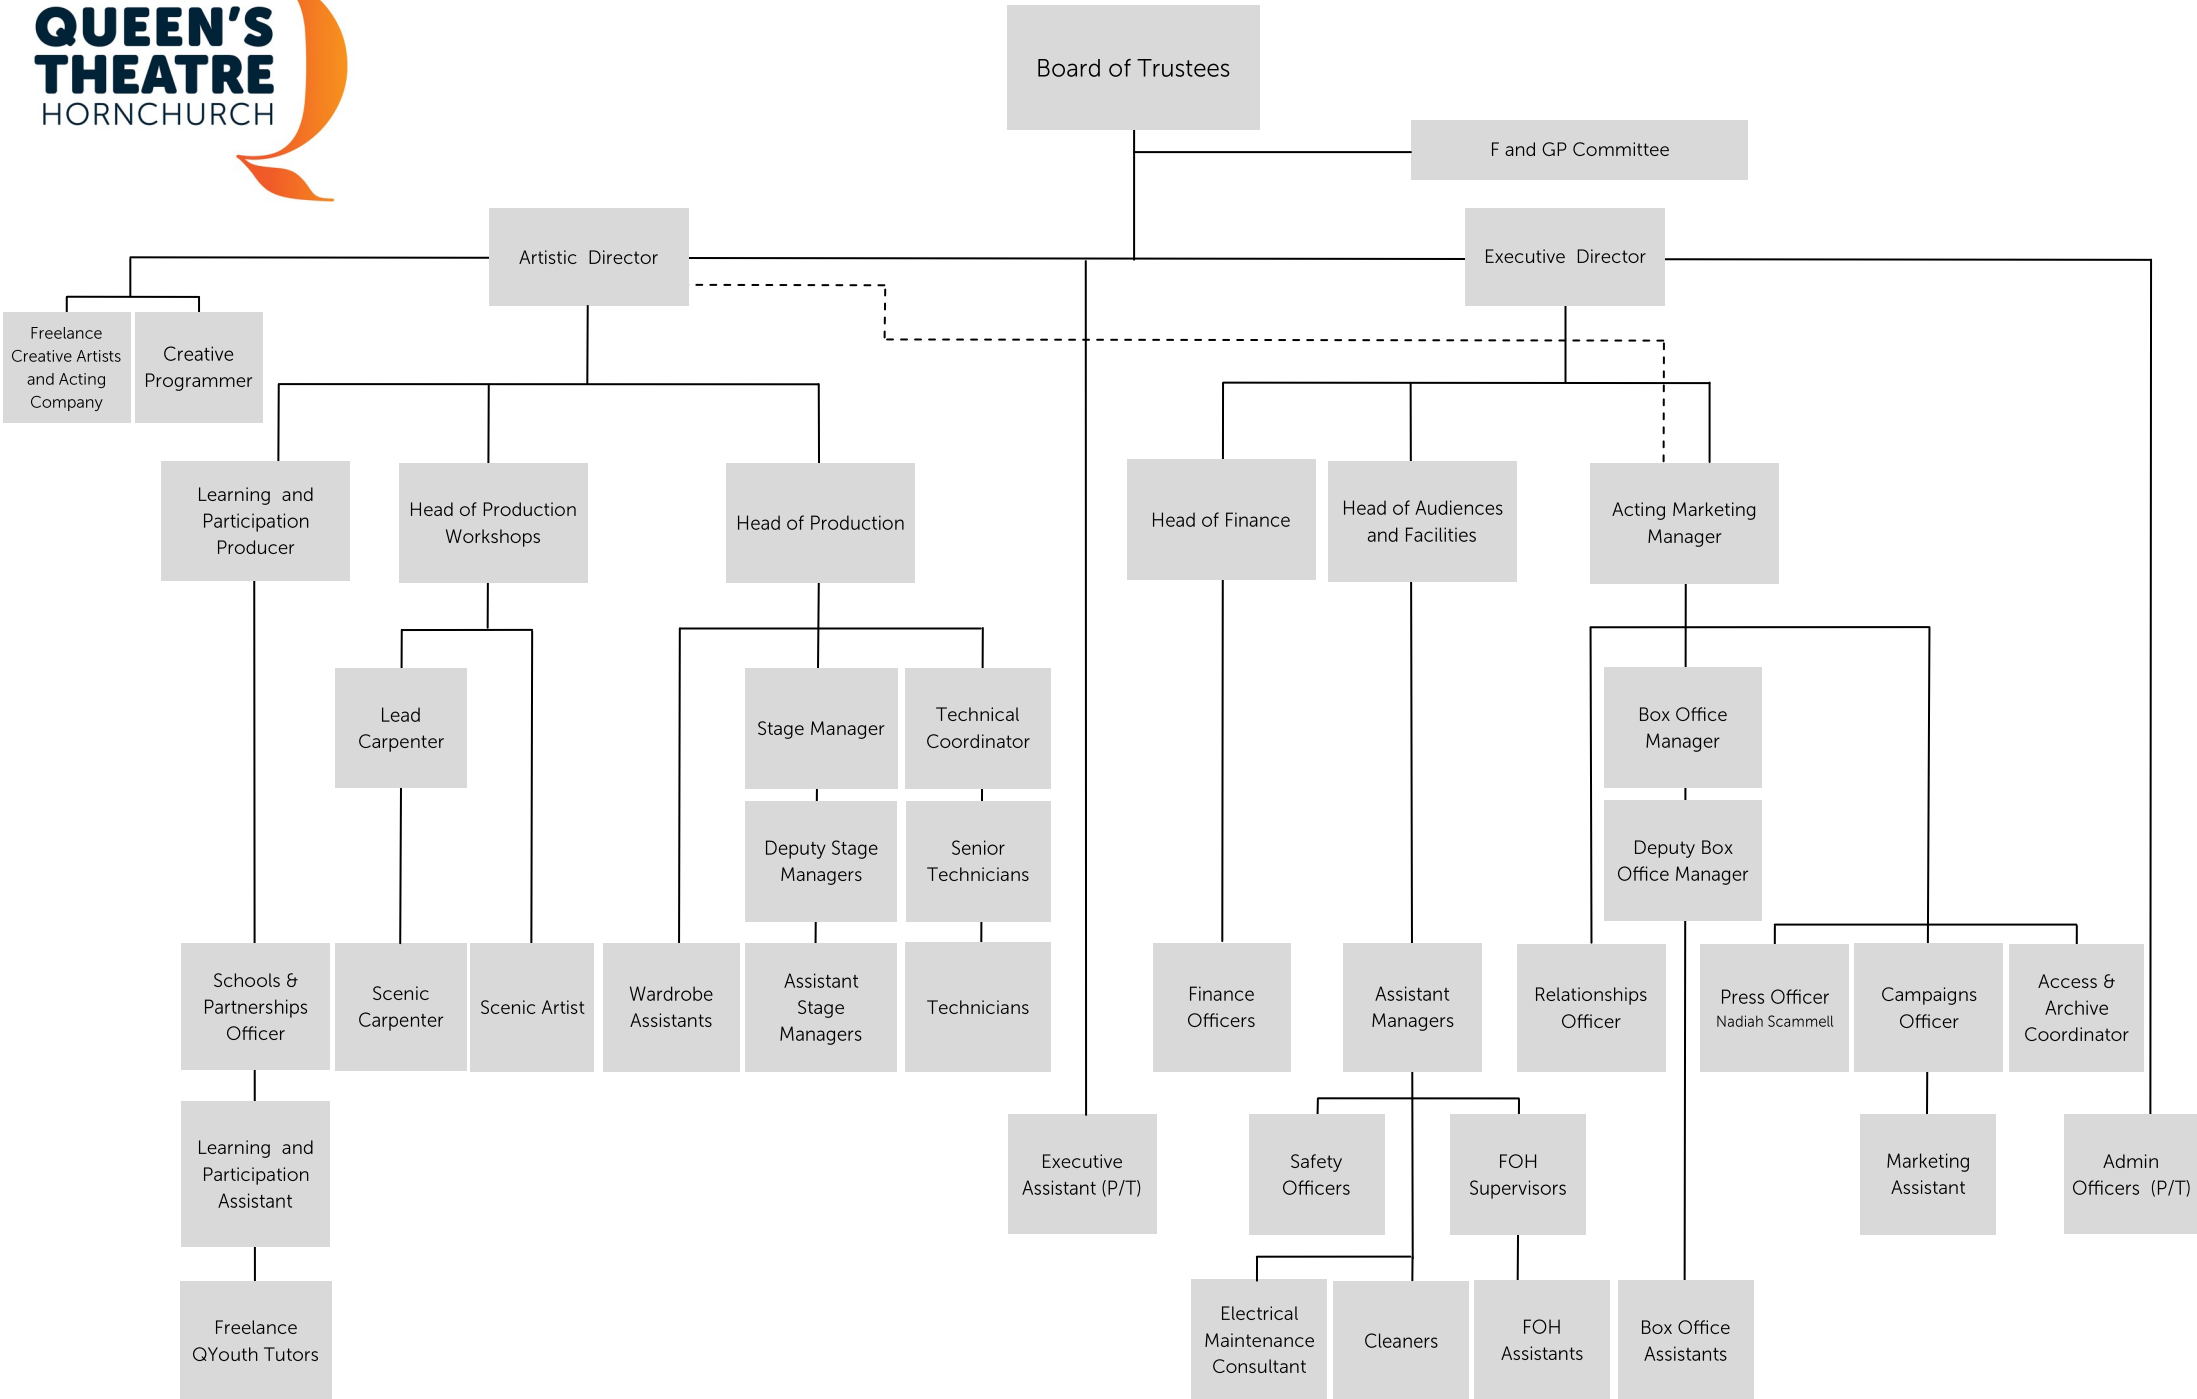 QUEEN'S
THEATRE
HORNCHURCH
Board of Trustees
F and GP Committee
Artistic Director
Executive Director
Freelance
Creative Artists
and Acting
Company
Creative
Programmer
Learning and
Participation
Producer
Head of Production
Workshops
Head of Production
Head of Finance
Head of Audiences
and Facilities
Acting Marketing
Manager
Lead
Carpenter
Stage Manager
Technical
Coordinator
Box Office
Manager
Deputy Stage
Managers
Senior
Technicians
Deputy Box
Office Manager
Schools &
Partnerships
Officer
Scenic
Carpenter
Scenic Artist
Wardrobe
Assistants
Assistant
Stage
Managers
Technicians
Finance
Officers
Assistant
Managers
Relationships
Officer
Press Officer
Nadiah Scammell
Campaigns
Officer
Access &
Archive
Coordinator
Learning and
Participation
Assistant
Executive
Assistant (P/T)
Safety
Officers
FOH
Supervisors
Marketing
Assistant
Admin
Officers (P/T)
Freelance
QYouth Tutors
Electrical
Maintenance
Consultant
Cleaners
FOH
Assistants
Box Office
Assistants